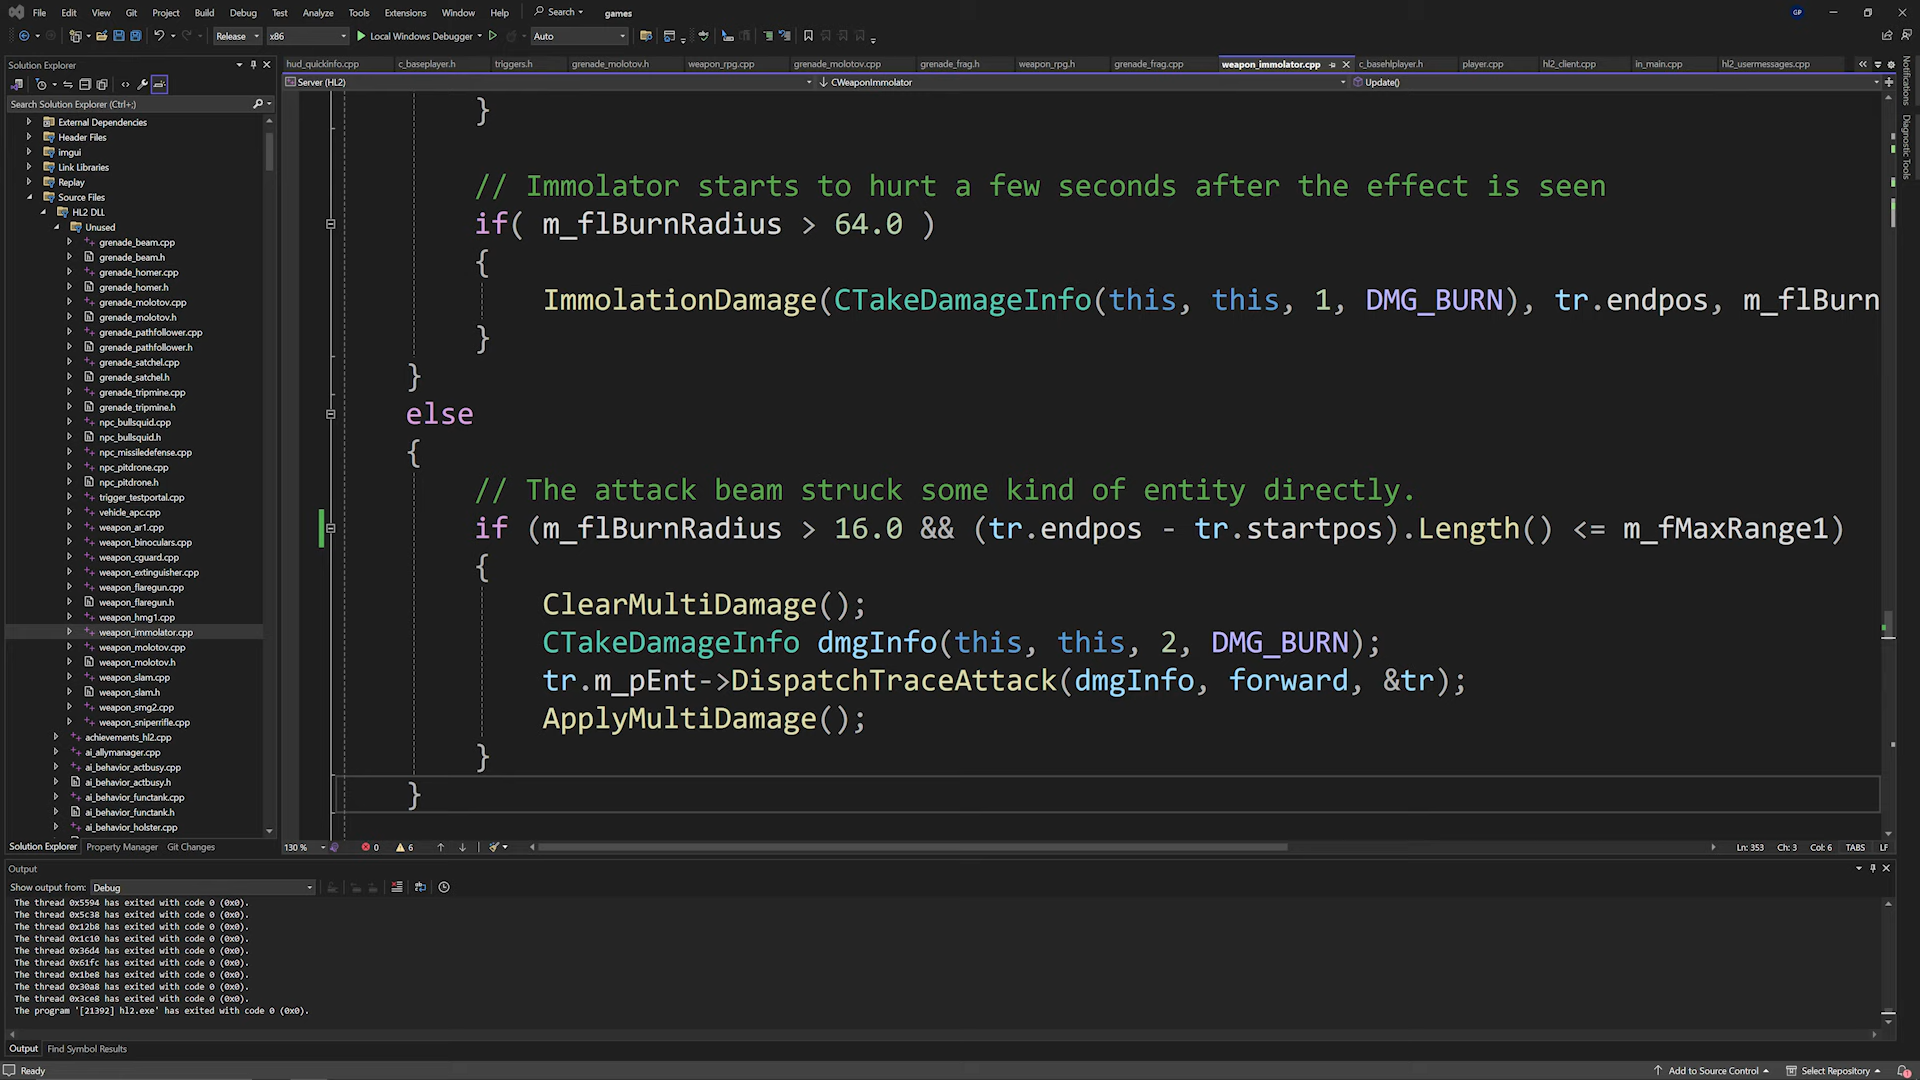 File Edit View Git Project Build Debug Test Analyze Tools Extensions Window Help Search games GP
Release x86 Local Windows Debugger Auto
Solution Explorer
hud_quickinfo.cpp c_baseplayer.h triggers.h grenade_molotov.h weapon_rpg.cpp grenade_molotov.cpp grenade_frag.h weapon_rpg.h grenade_frag.cpp weapon_immolator.cpp c_basehlplayer.h player.cpp hl2_client.cpp in_main.cpp hl2_usermessages.cpp
Server (HL2) CWeaponImmolator Update()
Search Solution Explorer (Ctrl+;)
External Dependencies
Header Files
imgui
Link Libraries
Replay
Source Files
HL2 DLL
Unused
grenade_beam.cpp
grenade_beam.h
grenade_homer.cpp
grenade_homer.h
grenade_molotov.cpp
grenade_molotov.h
grenade_pathfollower.cpp
grenade_pathfollower.h
grenade_satchel.cpp
grenade_satchel.h
grenade_tripmine.cpp
grenade_tripmine.h
npc_bullsquid.cpp
npc_bullsquid.h
npc_missiledefense.cpp
npc_pitdrone.cpp
npc_pitdrone.h
trigger_testportal.cpp
vehicle_apc.cpp
weapon_ar1.cpp
weapon_binoculars.cpp
weapon_cguard.cpp
weapon_extinguisher.cpp
weapon_flaregun.cpp
weapon_flaregun.h
weapon_hmg1.cpp
weapon_immolator.cpp
weapon_molotov.cpp
weapon_molotov.h
weapon_slam.cpp
weapon_slam.h
weapon_smg2.cpp
weapon_sniperrifle.cpp
achievements_hl2.cpp
ai_allymanager.cpp
ai_behavior_actbusy.cpp
ai_behavior_actbusy.h
ai_behavior_functank.cpp
ai_behavior_functank.h
ai_behavior_holster.cpp
Solution Explorer Property Manager Git Changes
}
// Immolator starts to hurt a few seconds after the effect is seen
if( m_flBurnRadius > 64.0 )
{
ImmolationDamage(CTakeDamageInfo(this, this, 1, DMG_BURN), tr.endpos, m_flBurn
}
}
else
{
// The attack beam struck some kind of entity directly.
if (m_flBurnRadius > 16.0 && (tr.endpos - tr.startpos).Length() <= m_fMaxRange1)
{
ClearMultiDamage();
CTakeDamageInfo dmgInfo(this, this, 2, DMG_BURN);
tr.m_pEnt->DispatchTraceAttack(dmgInfo, forward, &tr);
ApplyMultiDamage();
}
}
130 % 0 6 Ln: 353 Ch: 3 Col: 6 TABS LF
Notifications
Diagnostic Tools
Output
Show output from: Debug
The thread 0x5594 has exited with code 0 (0x0).
The thread 0x5c38 has exited with code 0 (0x0).
The thread 0x12b8 has exited with code 0 (0x0).
The thread 0x1c10 has exited with code 0 (0x0).
The thread 0x36d4 has exited with code 0 (0x0).
The thread 0x61fc has exited with code 0 (0x0).
The thread 0x1be8 has exited with code 0 (0x0).
The thread 0x30a8 has exited with code 0 (0x0).
The thread 0x3ce8 has exited with code 0 (0x0).
The program '[21392] hl2.exe' has exited with code 0 (0x0).
Output Find Symbol Results
Ready Add to Source Control Select Repository